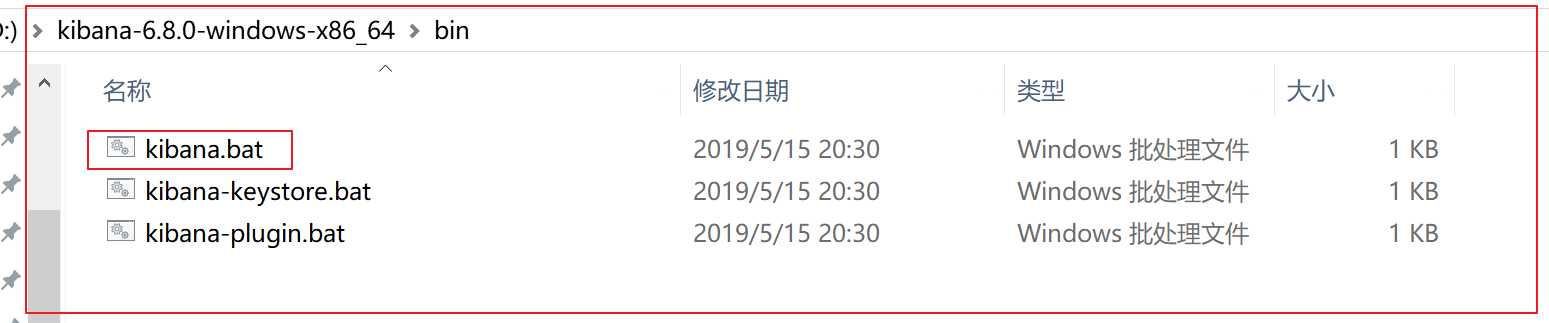 :) kibana-6.8.0-windows-x86_64 bin
名称 修改日期 类型 大小
kibana.bat 2019/5/15 20:30 Windows 批处理文件 1 KB
kibana-keystore.bat 2019/5/15 20:30 Windows 批处理文件 1 KB
kibana-plugin.bat 2019/5/15 20:30 Windows 批处理文件 1 KB